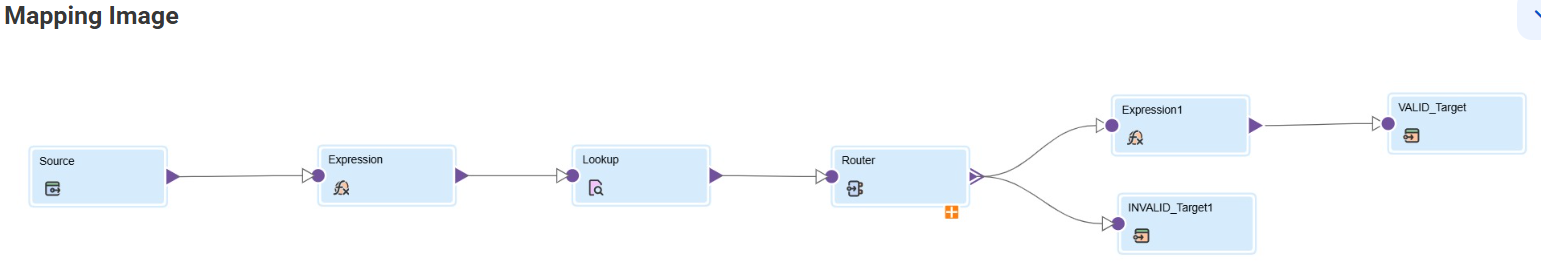 Mapping Image
Source
Expression
Lookup
Router
Expression1
VALID_Target
INVALID_Target1